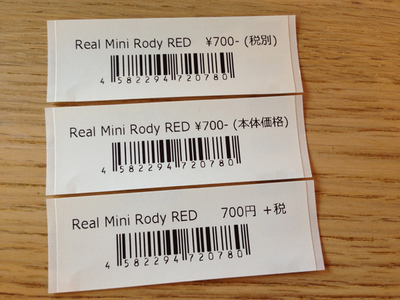 Real Mini Rody RED ¥700- (税別)
4 582294 720780
Real Mini Rody RED ¥700- (本体価格)
4 582294 720780
Real Mini Rody RED 700円 +税
4 582294 720780